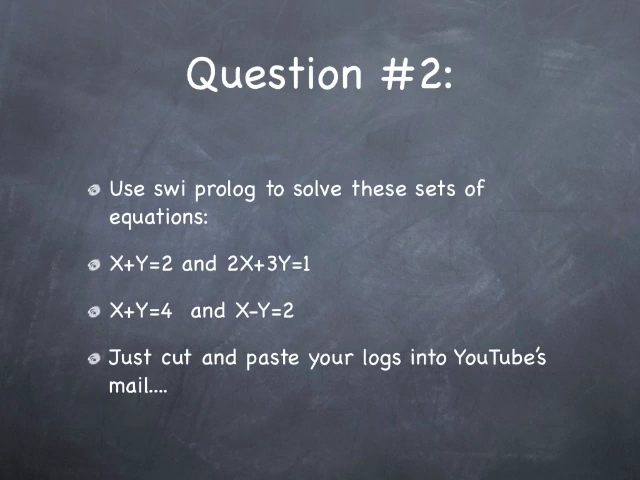 Question #2:
Use swi prolog to solve these sets of
equations:
X+Y=2 and 2X+3Y=1
X+Y=4 and X-Y=2
Just cut and paste your logs into YouTube's
mail....